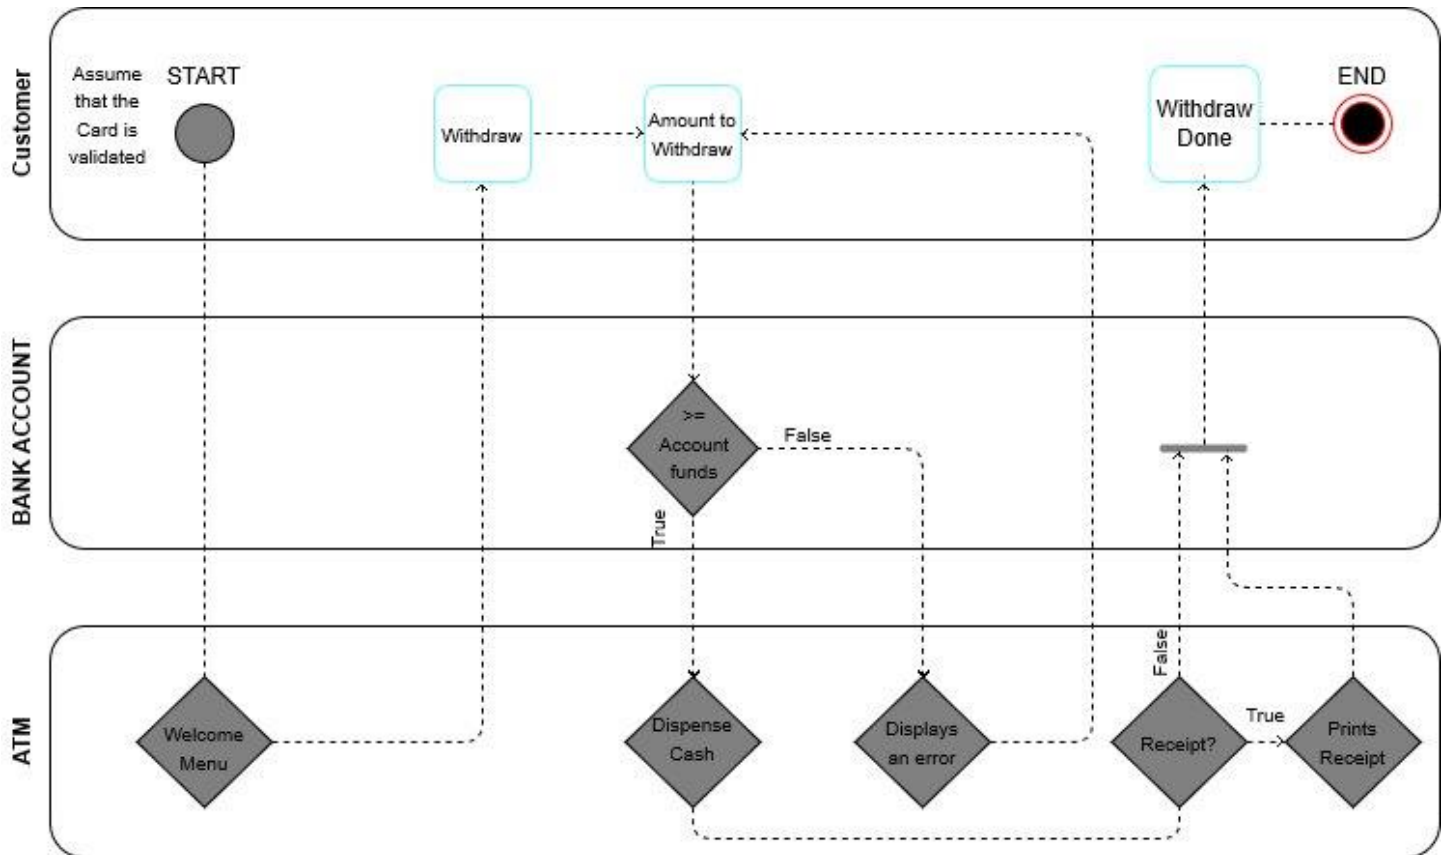 Customer
Assume
that the
Card is
validated
START
Withdraw
Amount to
Withdraw
Withdraw
Done
END
BANK ACCOUNT
>=
Account
funds
False
True
ATM
Welcome
Menu
Dispense
Cash
Displays
an error
False
Receipt?
True
Prints
Receipt